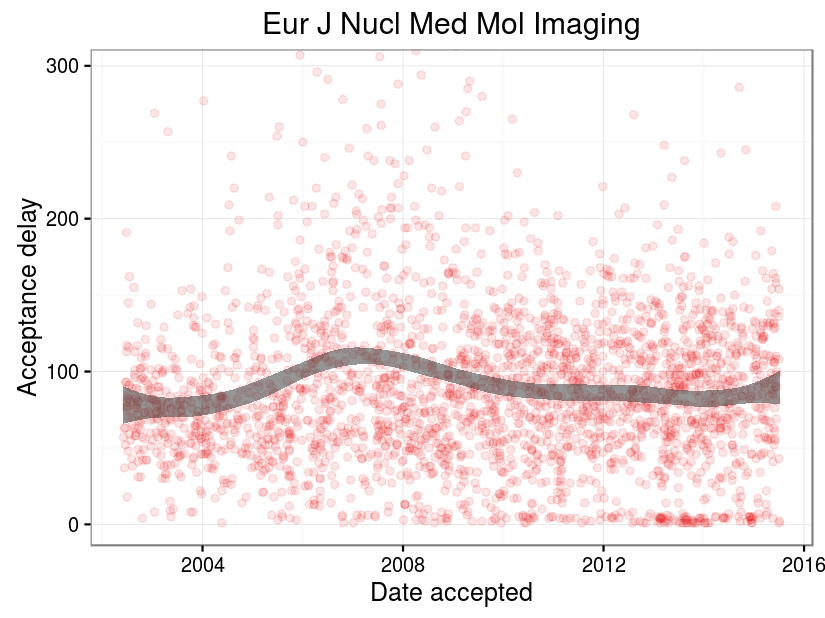 Eur J Nucl Med Mol Imaging
300
200
100
0
Acceptance delay
2004 2008 2012 2016
Date accepted